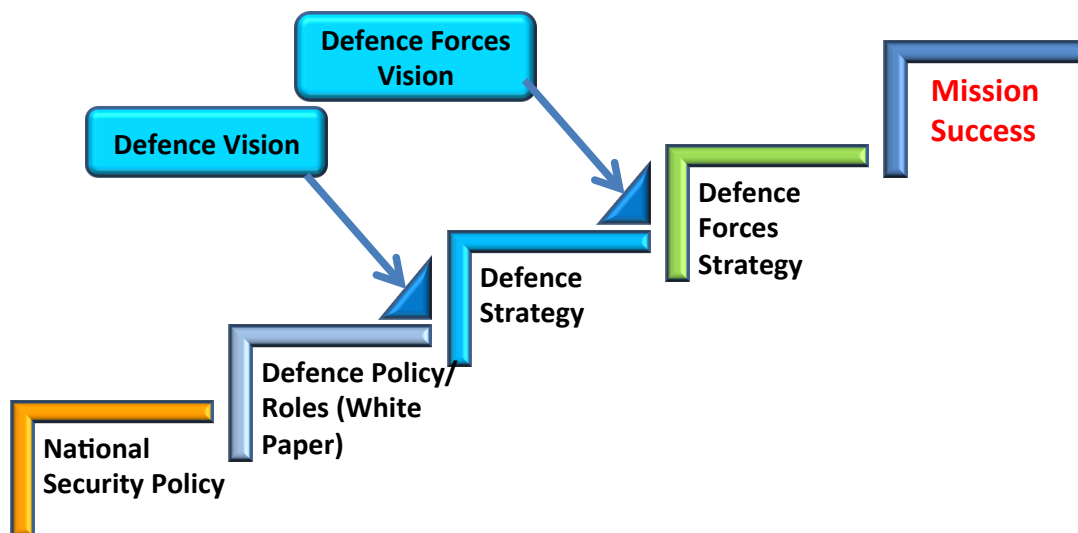 Defence Forces
Vision
Defence Vision
Mission
Success
Defence
Forces
Strategy
Defence
Strategy
Defence Policy/
Roles (White
Paper)
National
Security Policy